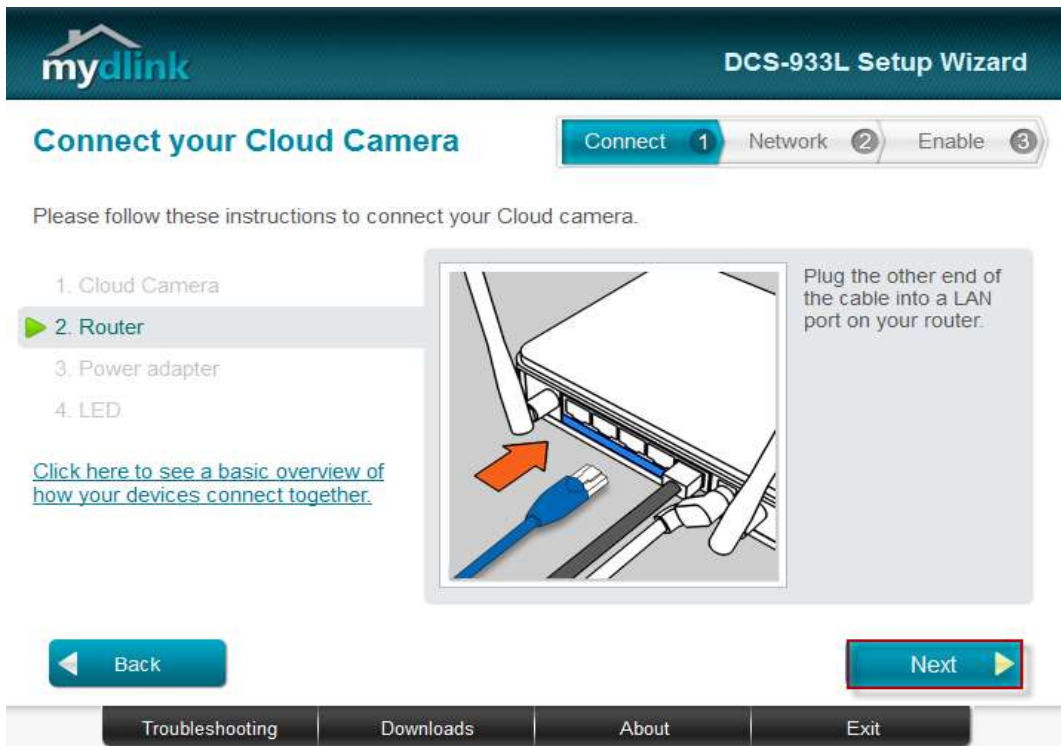 mydlink
DCS-933L Setup Wizard
Connect your Cloud Camera
Connect 1 Network 2 Enable 3
Please follow these instructions to connect your Cloud camera.
1. Cloud Camera
2. Router
3. Power adapter
4. LED
Click here to see a basic overview of
how your devices connect together.
Plug the other end of
the cable into a LAN
port on your router.
Back
Next
Troubleshooting Downloads About Exit